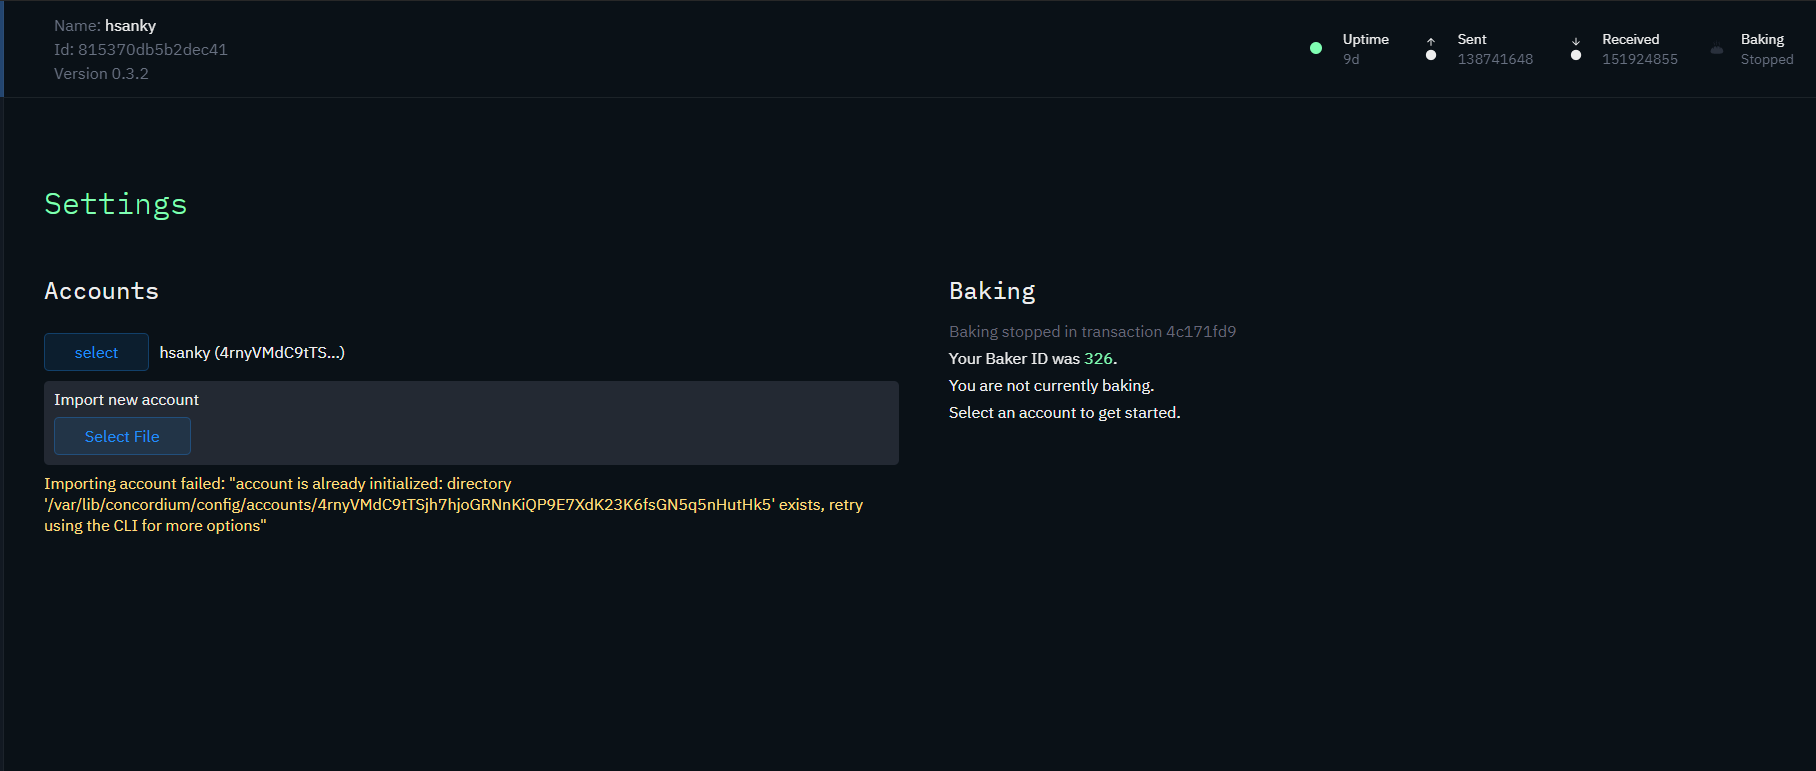 Name: hsanky
Id: 815370db5b2dec41
Version 0.3.2
Uptime
9d
Sent
138741648
Received
151924855
Baking
Stopped
Settings
Accounts
select
hsanky (4rnyVMdC9tTS...)
Import new account
Select File
Importing account failed: "account is already initialized: directory
'/var/lib/concordium/config/accounts/4rnyVMdC9tTSjh7hjoGRNnKiQP9E7XdK23K6fsGN5q5nHutHk5' exists, retry
using the CLI for more options"
Baking
Baking stopped in transaction 4c171fd9
Your Baker ID was 326.
You are not currently baking.
Select an account to get started.